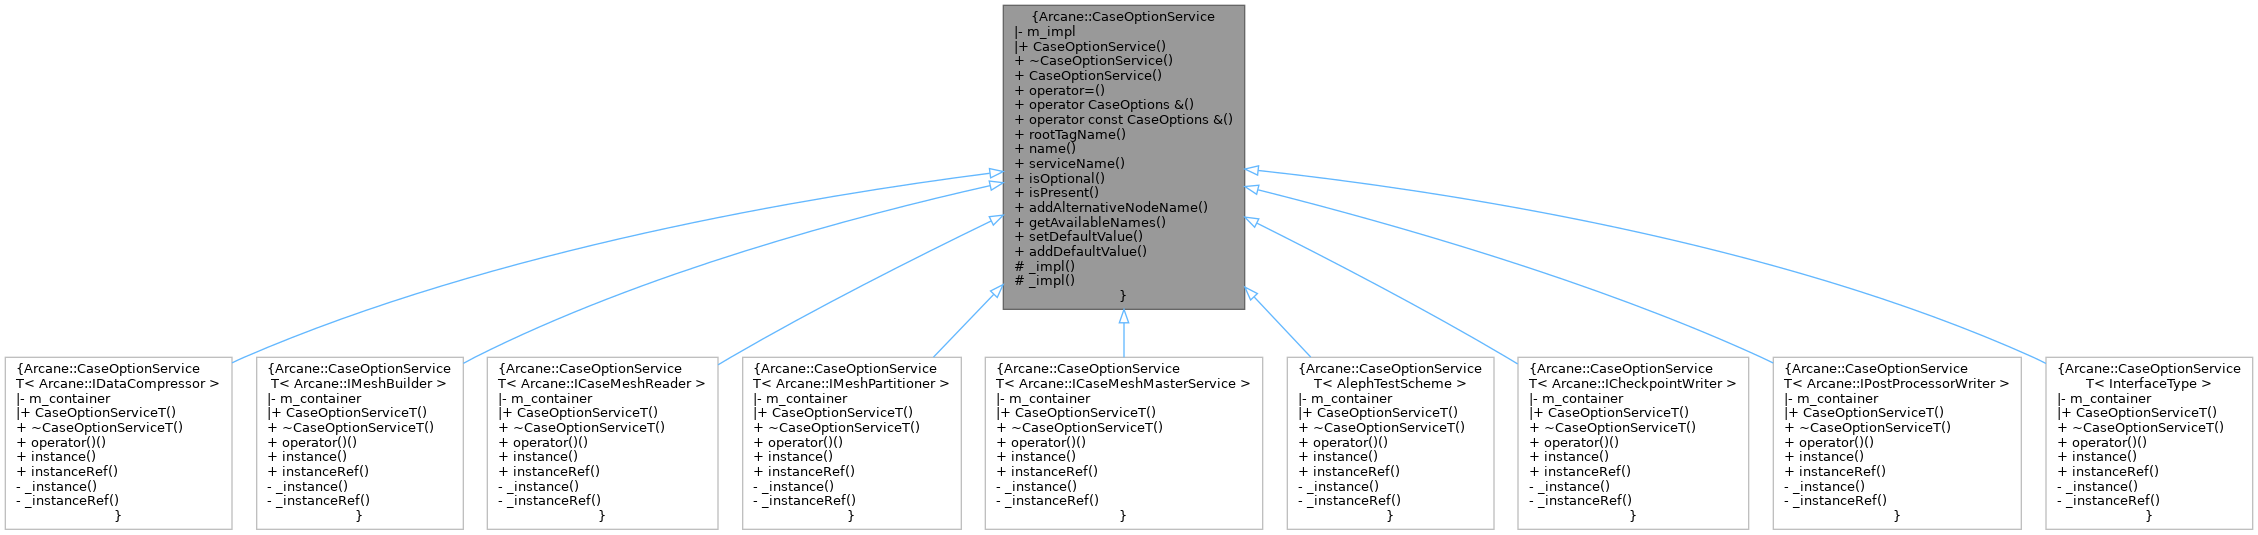 {Arcane::CaseOptionService
|- m_impl
|+ CaseOptionService()
+ ~CaseOptionService()
+ CaseOptionService()
+ operator=()
+ operator CaseOptions &()
+ operator const CaseOptions &()
+ rootTagName()
+ name()
+ serviceName()
+ isOptional()
+ isPresent()
+ addAlternativeNodeName()
+ getAvailableNames()
+ setDefaultValue()
+ addDefaultValue()
# _impl()
# _impl()
}
{Arcane::CaseOptionService
T< Arcane::IDataCompressor >
|- m_container
|+ CaseOptionServiceT()
+ ~CaseOptionServiceT()
+ operator()()
+ instance()
+ instanceRef()
- _instance()
- _instanceRef()
}
{Arcane::CaseOptionService
T< Arcane::IMeshBuilder >
|- m_container
|+ CaseOptionServiceT()
+ ~CaseOptionServiceT()
+ operator()()
+ instance()
+ instanceRef()
- _instance()
- _instanceRef()
}
{Arcane::CaseOptionService
T< Arcane::ICaseMeshReader >
|- m_container
|+ CaseOptionServiceT()
+ ~CaseOptionServiceT()
+ operator()()
+ instance()
+ instanceRef()
- _instance()
- _instanceRef()
}
{Arcane::CaseOptionService
T< Arcane::IMeshPartitioner >
|- m_container
|+ CaseOptionServiceT()
+ ~CaseOptionServiceT()
+ operator()()
+ instance()
+ instanceRef()
- _instance()
- _instanceRef()
}
{Arcane::CaseOptionService
T< Arcane::ICaseMeshMasterService >
|- m_container
|+ CaseOptionServiceT()
+ ~CaseOptionServiceT()
+ operator()()
+ instance()
+ instanceRef()
- _instance()
- _instanceRef()
}
{Arcane::CaseOptionService
T< AlephTestScheme >
|- m_container
|+ CaseOptionServiceT()
+ ~CaseOptionServiceT()
+ operator()()
+ instance()
+ instanceRef()
- _instance()
- _instanceRef()
}
{Arcane::CaseOptionService
T< Arcane::ICheckpointWriter >
|- m_container
|+ CaseOptionServiceT()
+ ~CaseOptionServiceT()
+ operator()()
+ instance()
+ instanceRef()
- _instance()
- _instanceRef()
}
{Arcane::CaseOptionService
T< Arcane::IPostProcessorWriter >
|- m_container
|+ CaseOptionServiceT()
+ ~CaseOptionServiceT()
+ operator()()
+ instance()
+ instanceRef()
- _instance()
- _instanceRef()
}
{Arcane::CaseOptionService
T< InterfaceType >
|- m_container
|+ CaseOptionServiceT()
+ ~CaseOptionServiceT()
+ operator()()
+ instance()
+ instanceRef()
- _instance()
- _instanceRef()
}